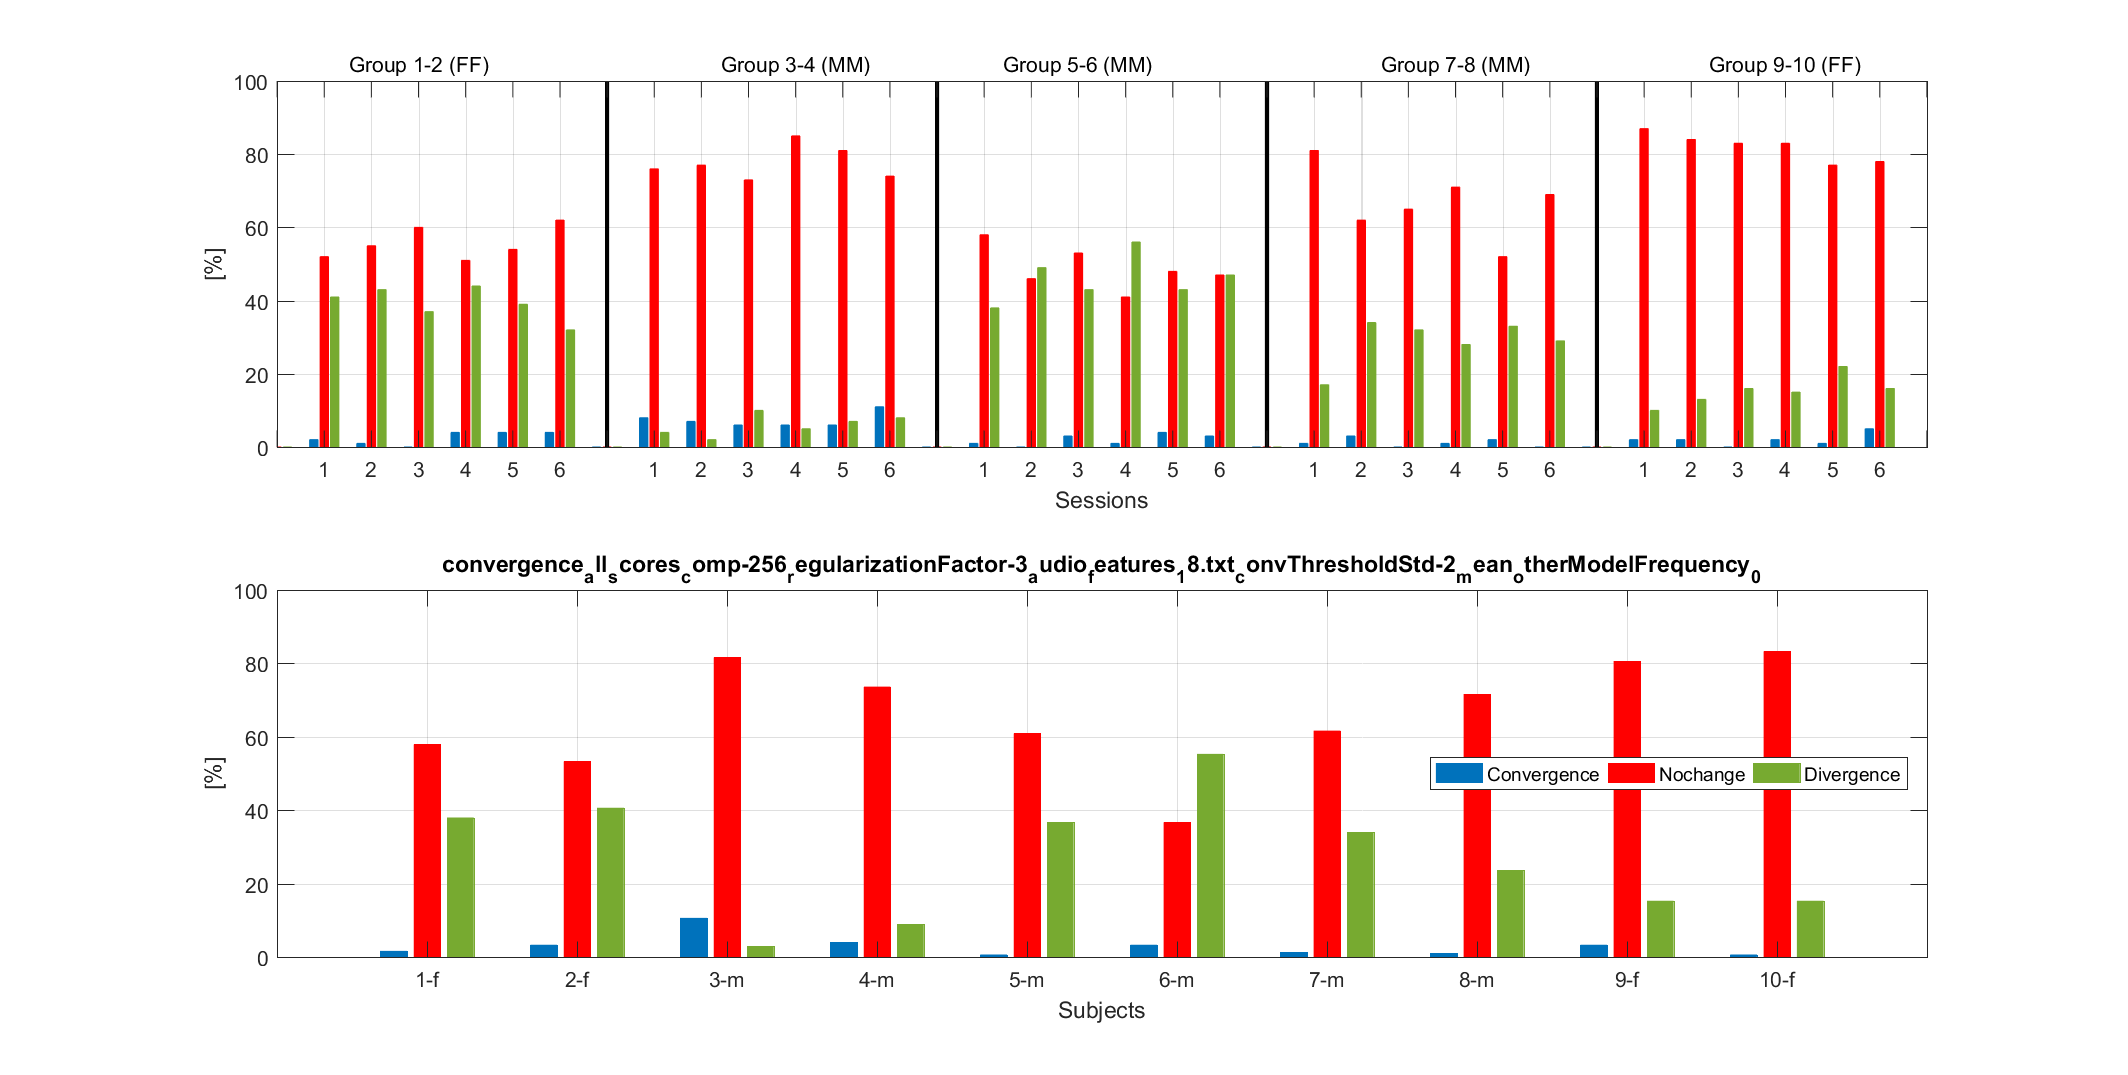 Group 1-2 (FF) Group 3-4 (MM) Group 5-6 (MM) Group 7-8 (MM) Group 9-10 (FF)
100
80
60
40
20
0
[%]
1 2 3 4 5 6 1 2 3 4 5 6 1 2 3 4 5 6 1 2 3 4 5 6 1 2 3 4 5 6
Sessions
convergence_all_scores_comp-256_regularizationFactor-3_audio_features_18.txt_convThresholdStd-2_mean_otherModelFrequency_0
100
80
60
40
20
0
[%]
Convergence Nochange Divergence
1-f 2-f 3-m 4-m 5-m 6-m 7-m 8-m 9-f 10-f
Subjects